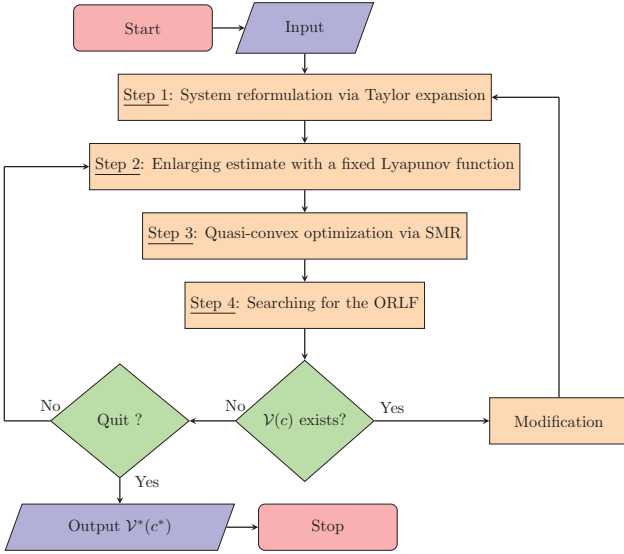 Start
Input
Step 1: System reformulation via Taylor expansion
Step 2: Enlarging estimate with a fixed Lyapunov function
Step 3: Quasi-convex optimization via SMR
Step 4: Searching for the ORLF
No
Quit ?
No
𝒱(c) exists?
Yes
Modification
Yes
Output 𝒱*(c*)
Stop